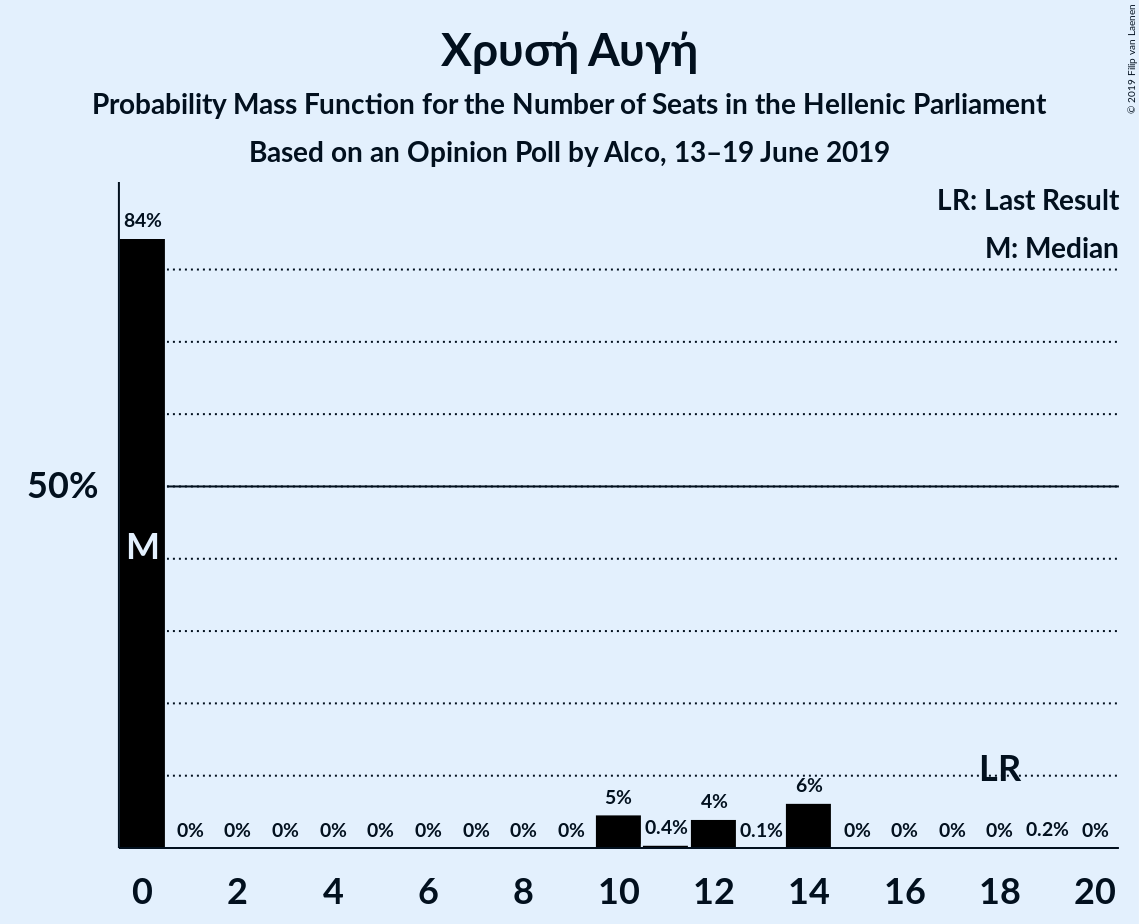 Χρυσή Αυγή
Probability Mass Function for the Number of Seats in the Hellenic Parliament
Based on an Opinion Poll by Alco, 13–19 June 2019
© 2019 Filip van Laenen
LR: Last Result
M: Median
84%
50%
M
LR
0% 0% 0% 0% 0% 0% 0% 0% 0% 5% 0.4% 4% 0.1% 6% 0% 0% 0% 0% 0.2% 0%
0 2 4 6 8 10 12 14 16 18 20